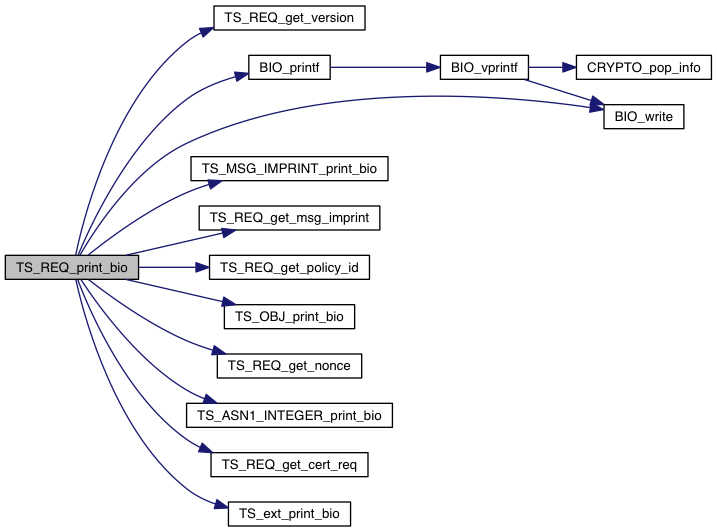 TS_REQ_get_version
BIO_printf
BIO_vprintf
CRYPTO_pop_info
BIO_write
TS_MSG_IMPRINT_print_bio
TS_REQ_get_msg_imprint
TS_REQ_print_bio
TS_REQ_get_policy_id
TS_OBJ_print_bio
TS_REQ_get_nonce
TS_ASN1_INTEGER_print_bio
TS_REQ_get_cert_req
TS_ext_print_bio